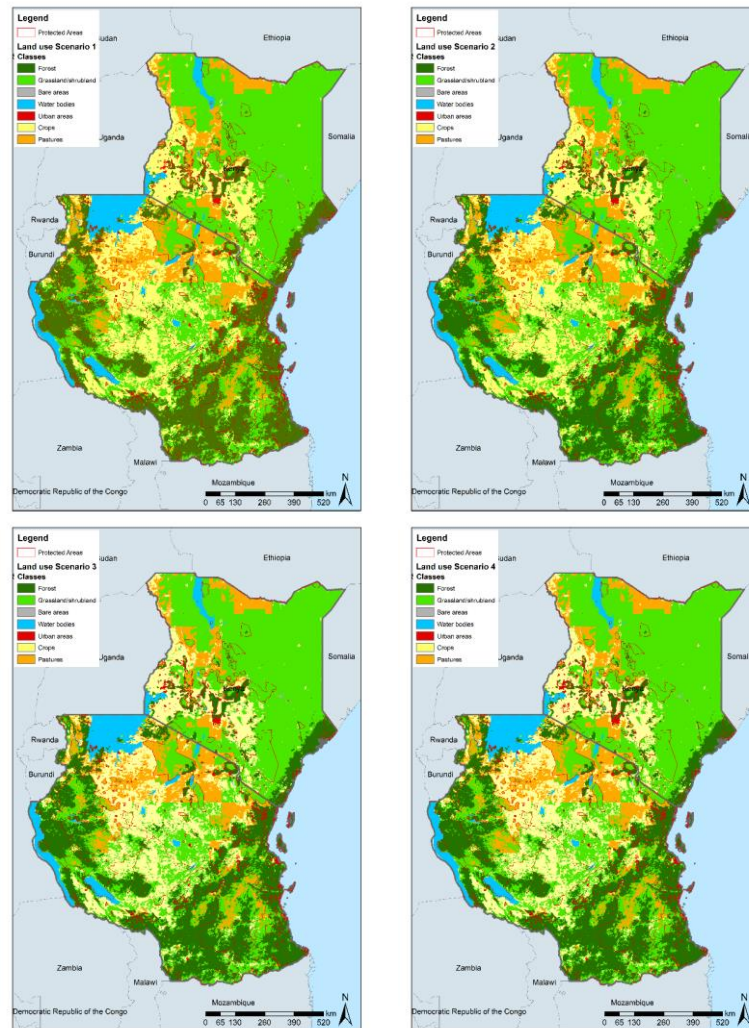 Legend
Protected Areas
udan
Ethiopia
Land use Scenario 1
Classes
Forest
Grassland/shrubland
Bare areas
Water bodies
Urban areas
Crops
Pastures
Uganda
Somalia
Rwanda
Burundi
Zambia
Malawi
Mozambique
Democratic Republic of the Congo
N
km
0 65 130 260 390 520
Legend
Protected Areas
udan
Ethiopia
Land use Scenario 2
Classes
Forest
Grassland/shrubland
Bare areas
Water bodies
Urban areas
Crops
Pastures
Uganda
Somalia
Rwanda
Burundi
Zambia
Malawi
Mozambique
Democratic Republic of the Congo
N
km
0 65 130 260 390 520
Legend
Protected Areas
udan
Ethiopia
Land use Scenario 3
Classes
Forest
Grassland/shrubland
Bare areas
Water bodies
Urban areas
Crops
Pastures
Uganda
Somalia
Rwanda
Burundi
Zambia
Malawi
Mozambique
Democratic Republic of the Congo
N
km
0 65 130 260 390 520
Legend
Protected Areas
udan
Ethiopia
Land use Scenario 4
Classes
Forest
Grassland/shrubland
Bare areas
Water bodies
Urban areas
Crops
Pastures
Uganda
Somalia
Rwanda
Burundi
Zambia
Malawi
Mozambique
Democratic Republic of the Congo
N
km
0 65 130 260 390 520